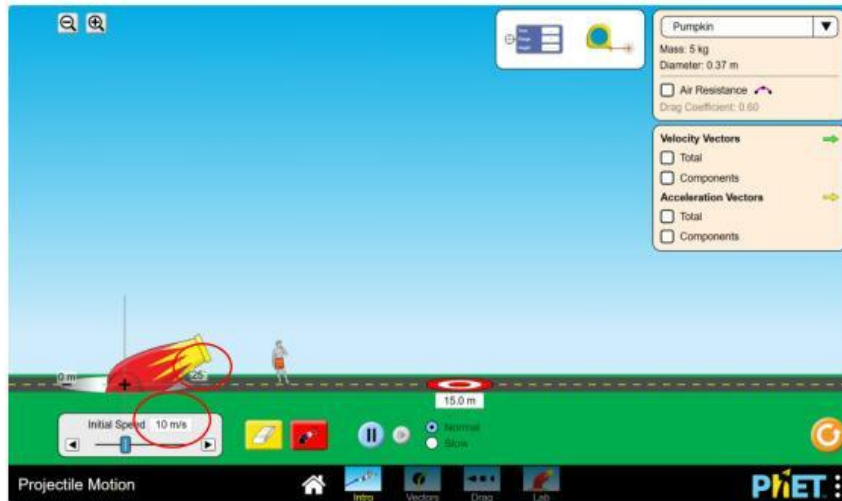 Pumpkin
Mass: 5 kg
Diameter: 0.37 m
Air Resistance
Drag Coefficient: 0.60
Velocity Vectors
Total
Components
Acceleration Vectors
Total
Components
0 m
25
15.0 m
Initial Speed 10 m/s
Normal
Slow
Projectile Motion
Intro
Vectors
Drag
Lab
PhET